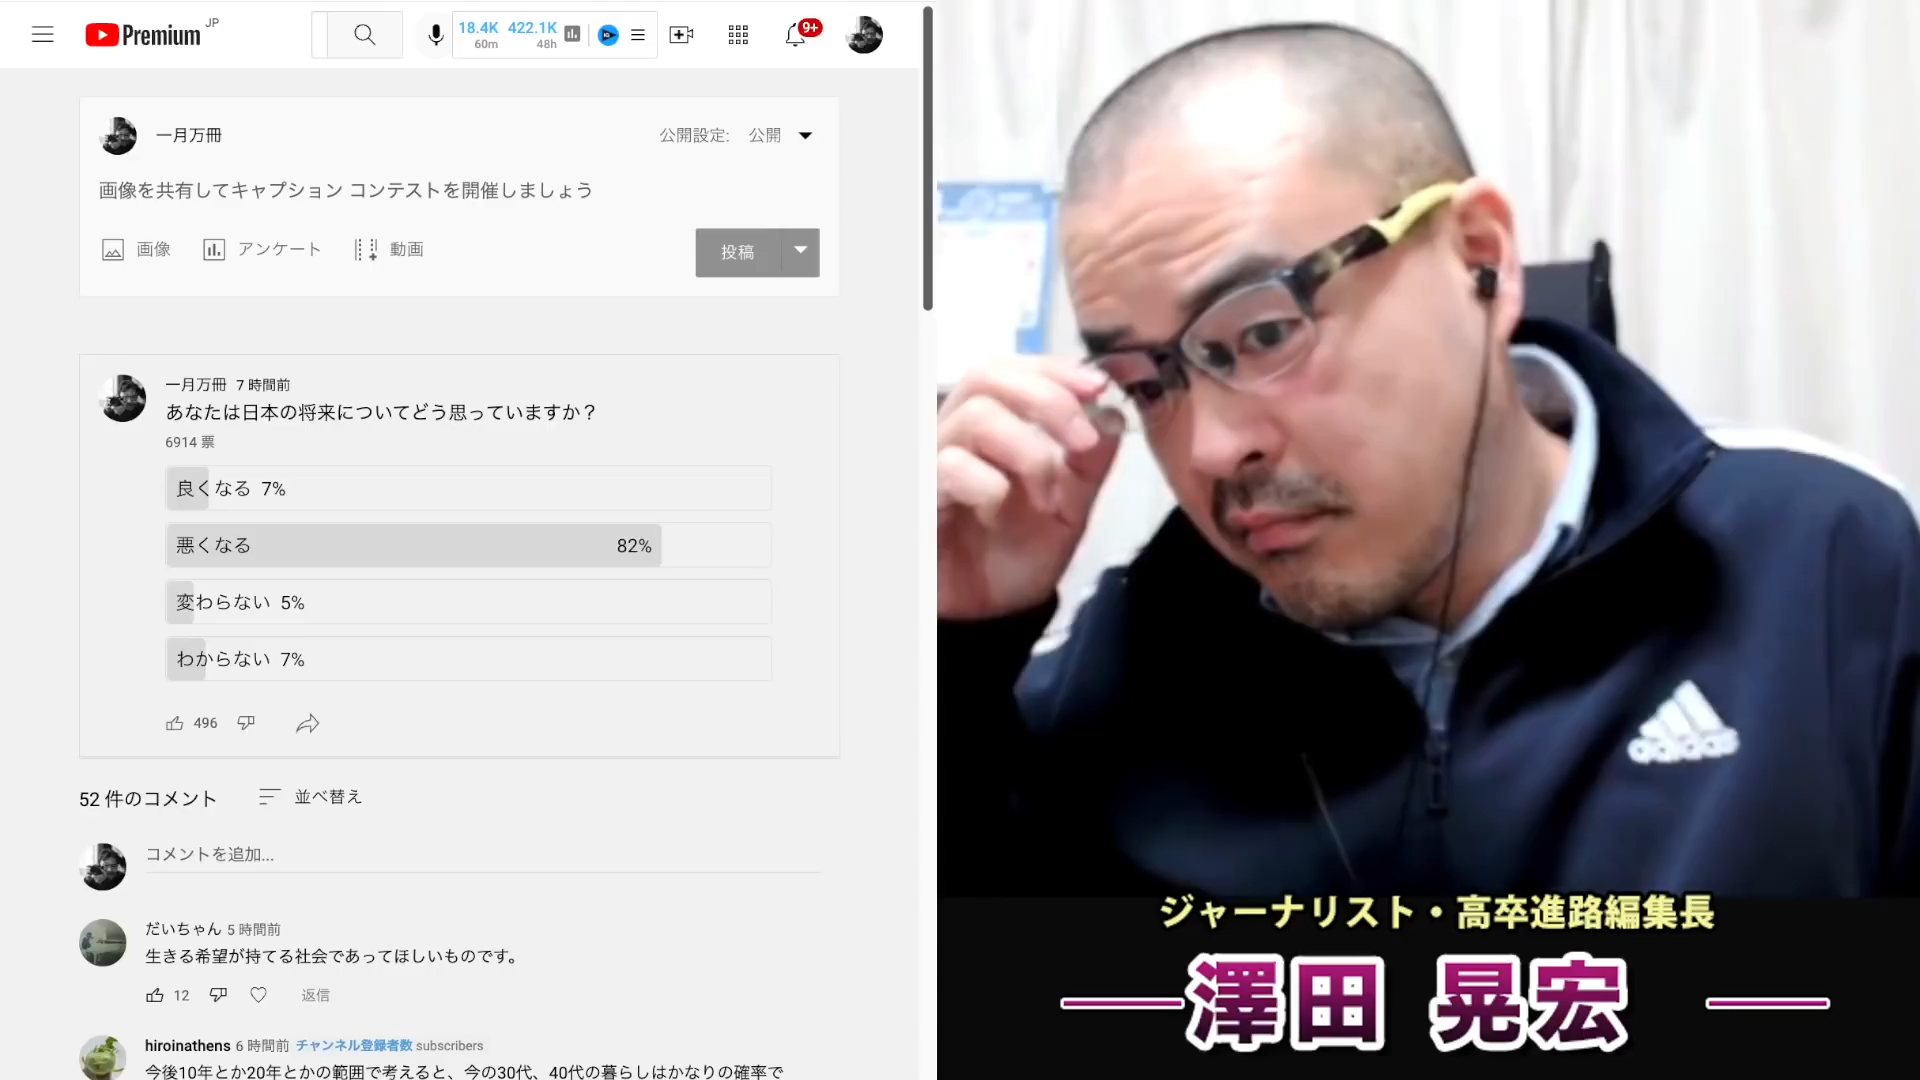 Premium JP
18.4K 422.1K
60m 48h
9+
一月万冊
公開設定: 公開
画像を共有してキャプション コンテストを開催しましょう
画像 アンケート 動画
投稿
一月万冊 7 時間前
あなたは日本の将来についてどう思っていますか？
6914 票
良くなる 7%
悪くなる 82%
変わらない 5%
わからない 7%
496
52 件のコメント 並べ替え
コメントを追加...
だいちゃん 5 時間前
生きる希望が持てる社会であってほしいものです。
12 返信
hiroinathens 6 時間前 チャンネル登録者数 subscribers
今後10年とか20年とかの範囲で考えると、今の30代、40代の暮らしはかなりの確率で
adidas
ジャーナリスト・高卒進路編集長
澤田 晃宏